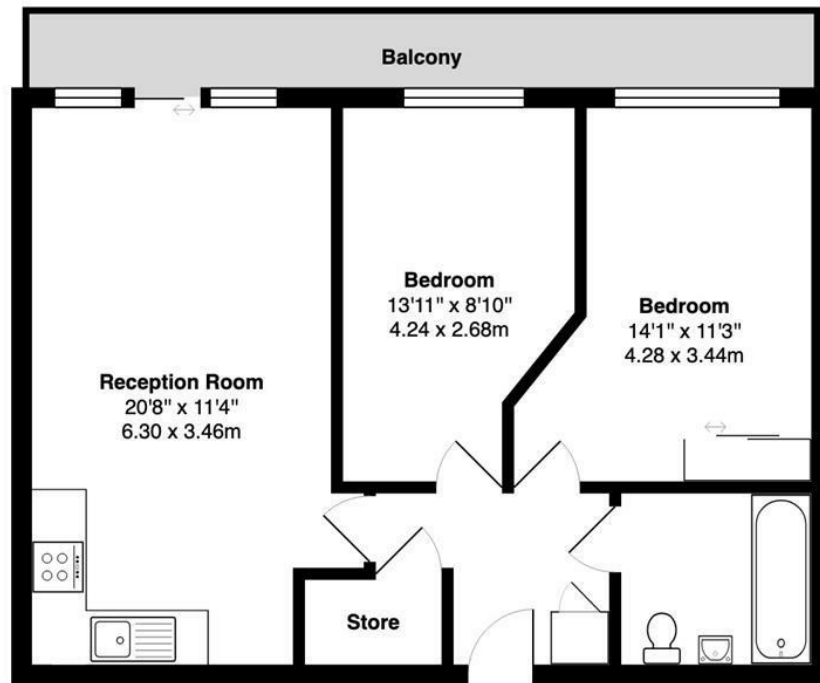 Balcony
Bedroom
13'11" x 8'10"
4.24 x 2.68m
Bedroom
14'1" x 11'3"
4.28 x 3.44m
Reception Room
20'8" x 11'4"
6.30 x 3.46m
Store